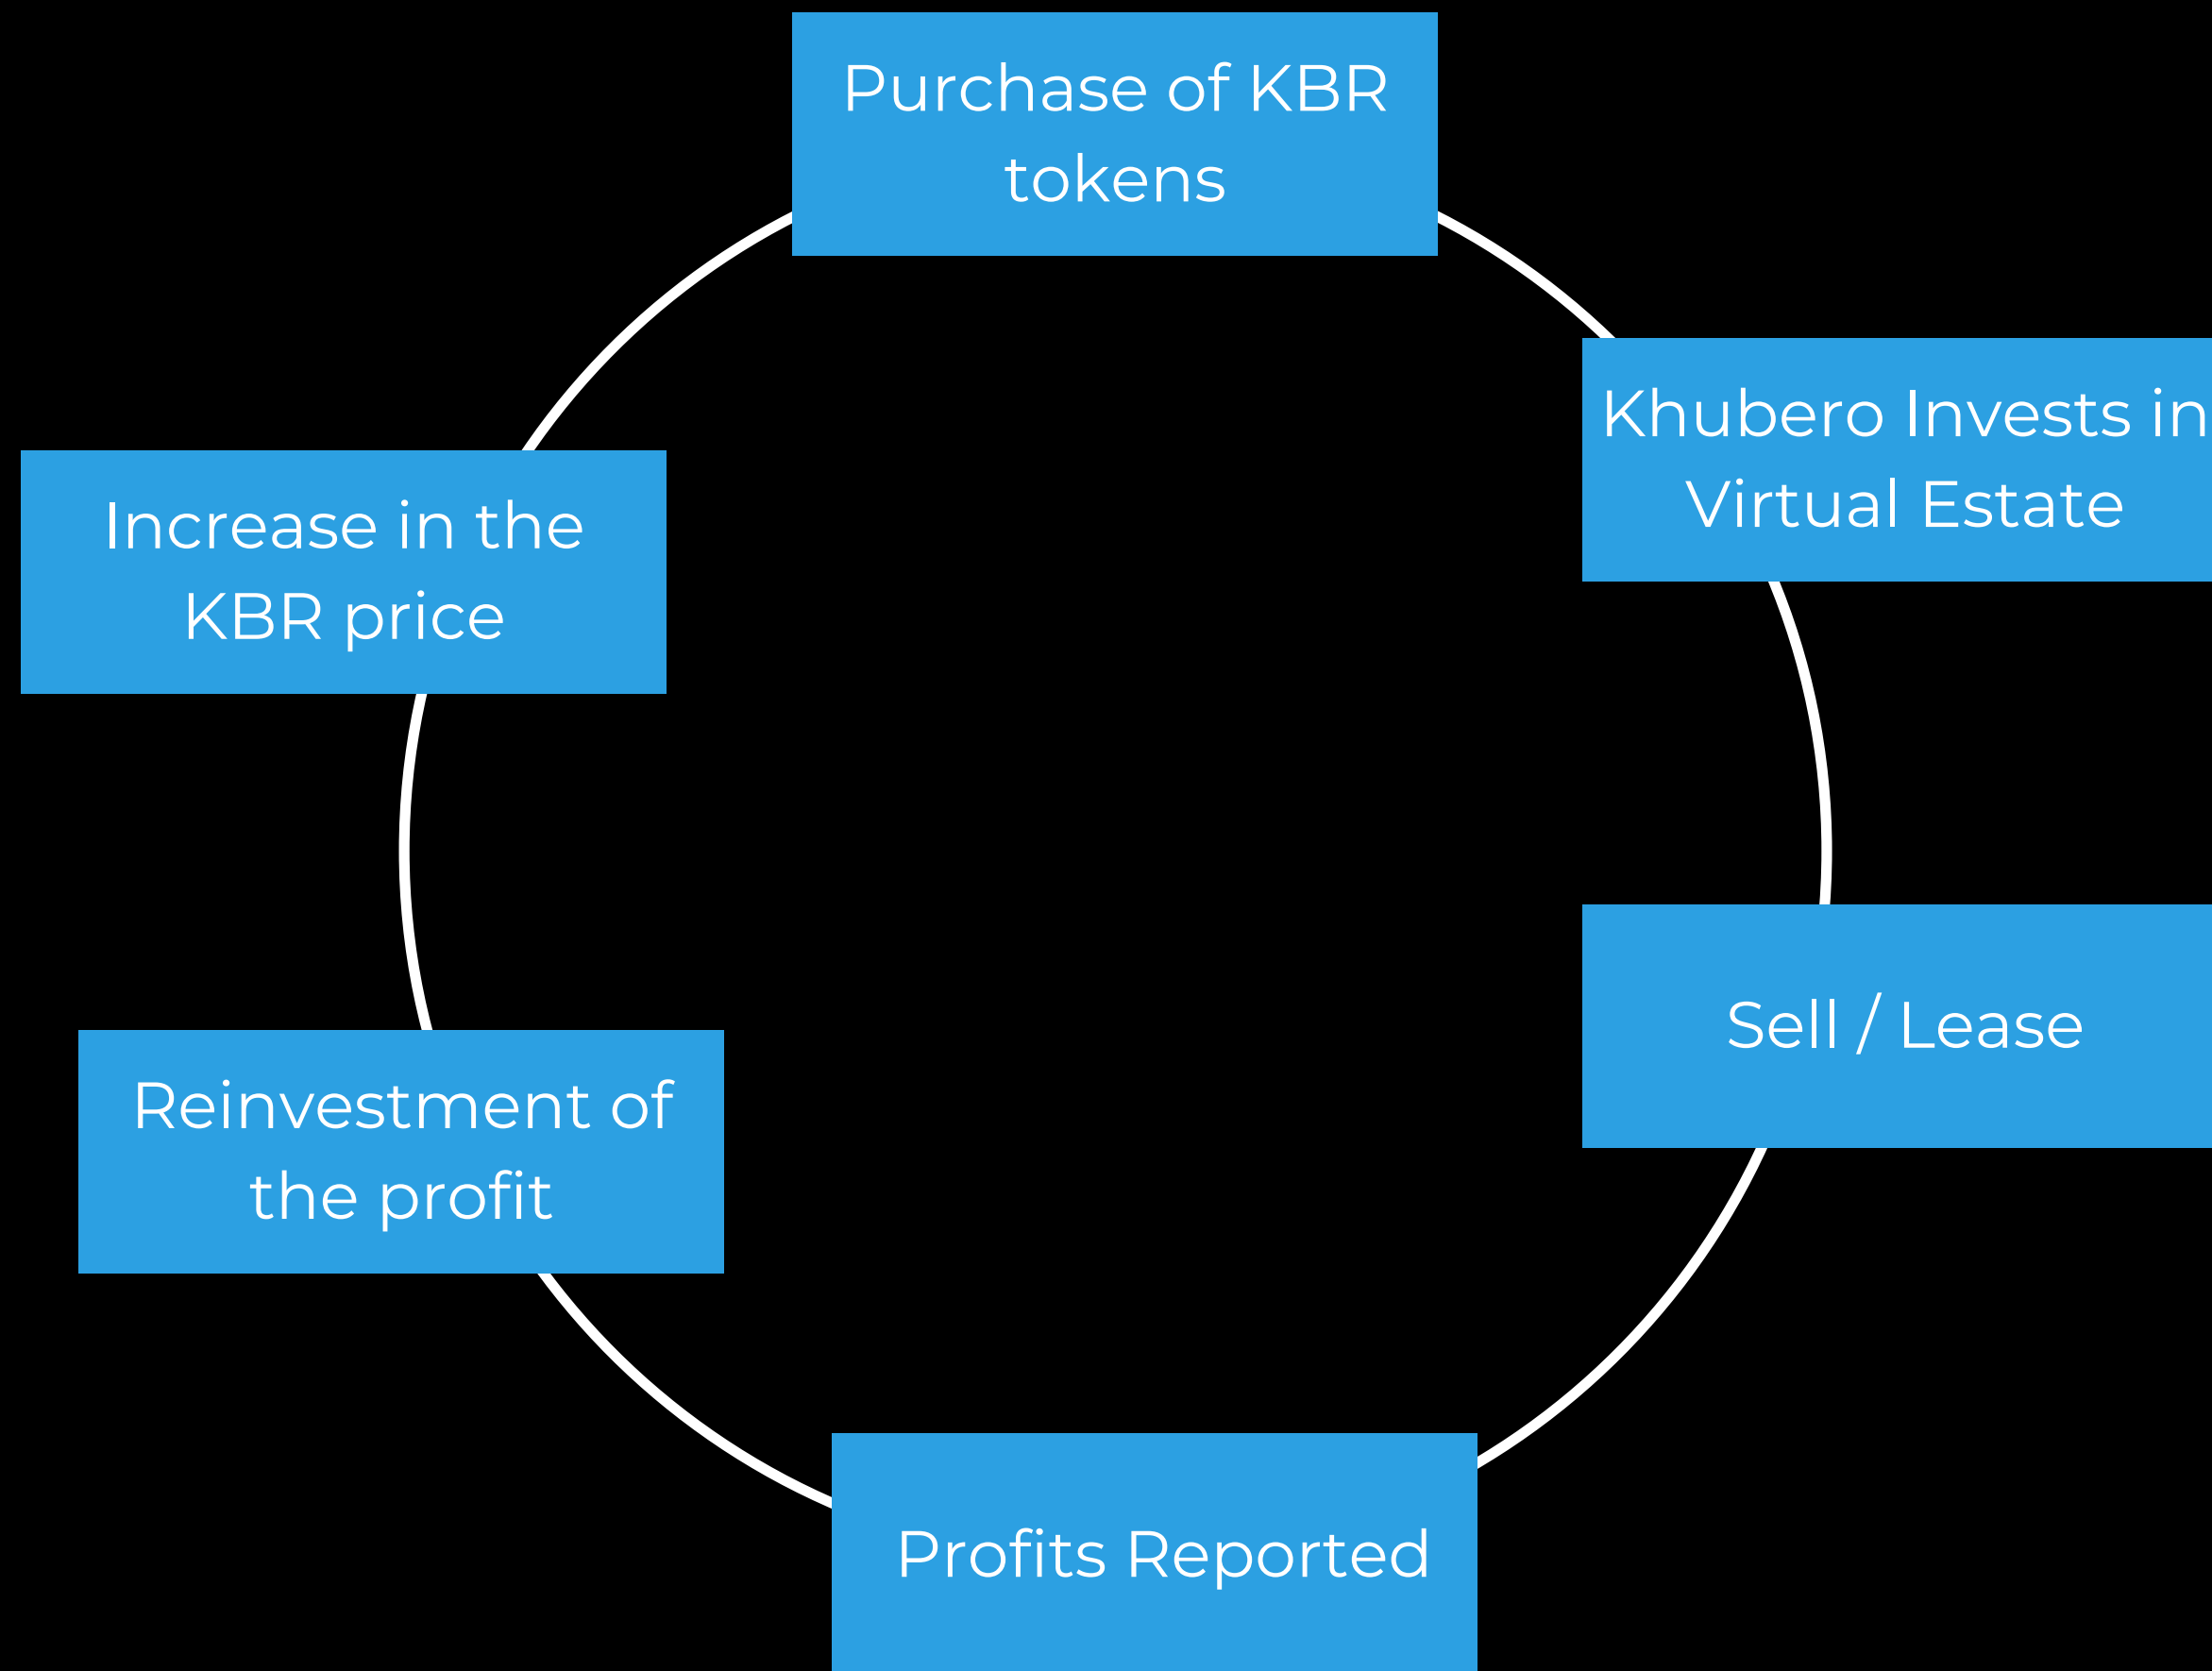 Purchase of KBR
tokens
Khubero Invests in
Virtual Estate
Sell / Lease
Profits Reported
Reinvestment of
the profit
Increase in the
KBR price